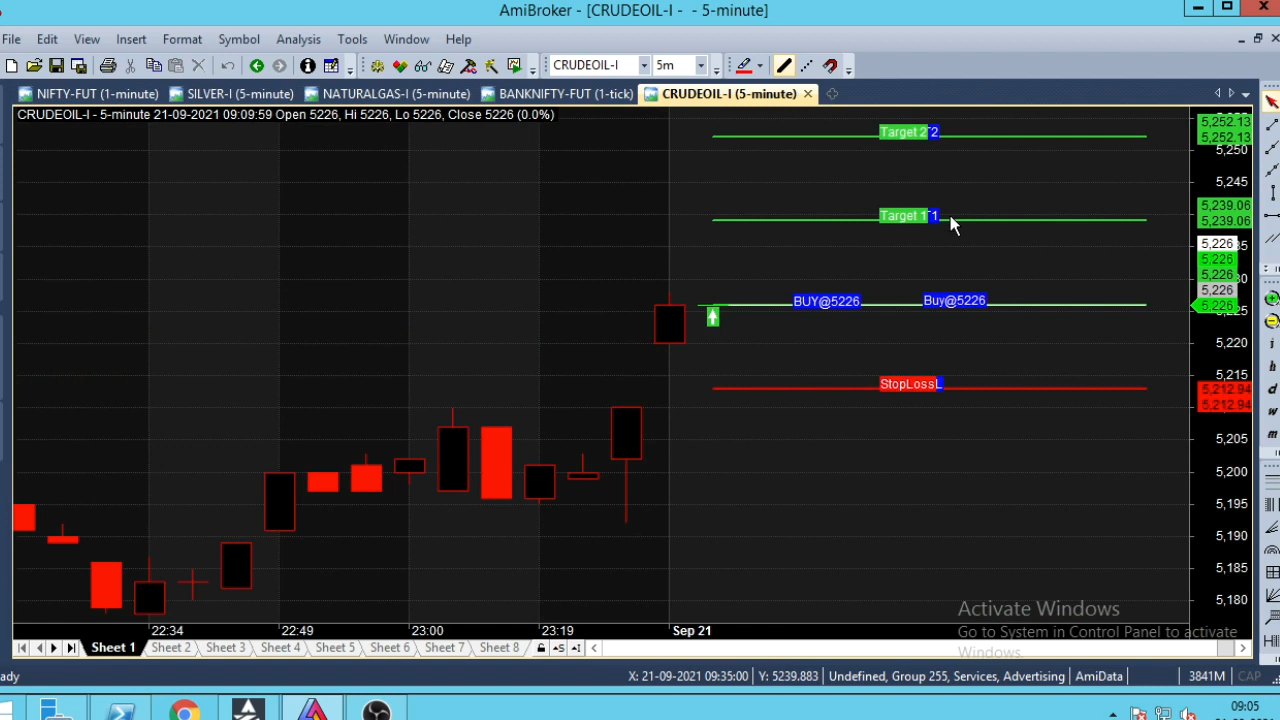 AmiBroker - [CRUDEOIL-I - - 5-minute]
File Edit View Insert Format Symbol Analysis Tools Window Help
CRUDEOIL-I 5m
NIFTY-FUT (1-minute) SILVER-I (5-minute) NATURALGAS-I (5-minute) BANKNIFTY-FUT (1-tick) CRUDEOIL-I (5-minute)
CRUDEOIL-I - 5-minute 21-09-2021 09:09:59 Open 5226, Hi 5226, Lo 5226, Close 5226 (0.0%)
5,252.13
Target 2 T2
5,252.13
5,250
5,245
5,239.06
Target 1 T1
5,239.06
5,226
5,226
5,226
5,226
BUY@5226 Buy@5226
5,226
5,220
5,215
StopLoss L
5,212.94
5,212.94
5,205
5,200
5,195
5,190
5,185
5,180
Activate Windows
Go to System in Control Panel to activate
Windows.
22:34 22:49 23:00 23:19 Sep 21
Sheet 1 Sheet 2 Sheet 3 Sheet 4 Sheet 5 Sheet 6 Sheet 7 Sheet 8
ady X: 21-09-2021 09:35:00 Y: 5239.883 Undefined, Group 255, Services, Advertising AmiData 3841M CAP
09:05